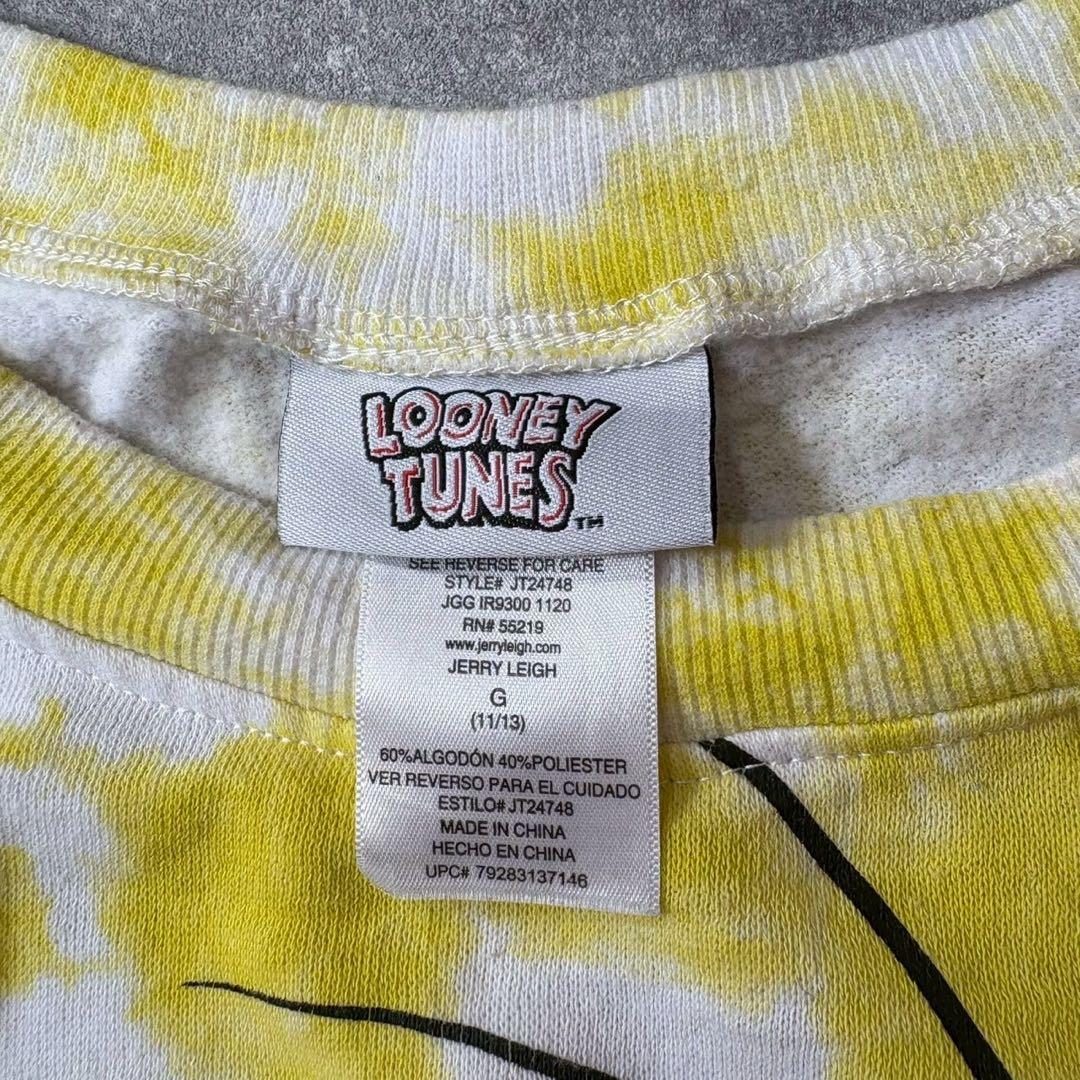 LOONEY
TUNES™
SEE REVERSE FOR CARE
STYLE# JT24748
JGG IR9300 1120
RN# 55219
www.jerryleigh.com
JERRY LEIGH
G
(11/13)
60%ALGODÓN 40%POLIESTER
VER REVERSO PARA EL CUIDADO
ESTILO# JT24748
MADE IN CHINA
HECHO EN CHINA
UPC# 79283137146